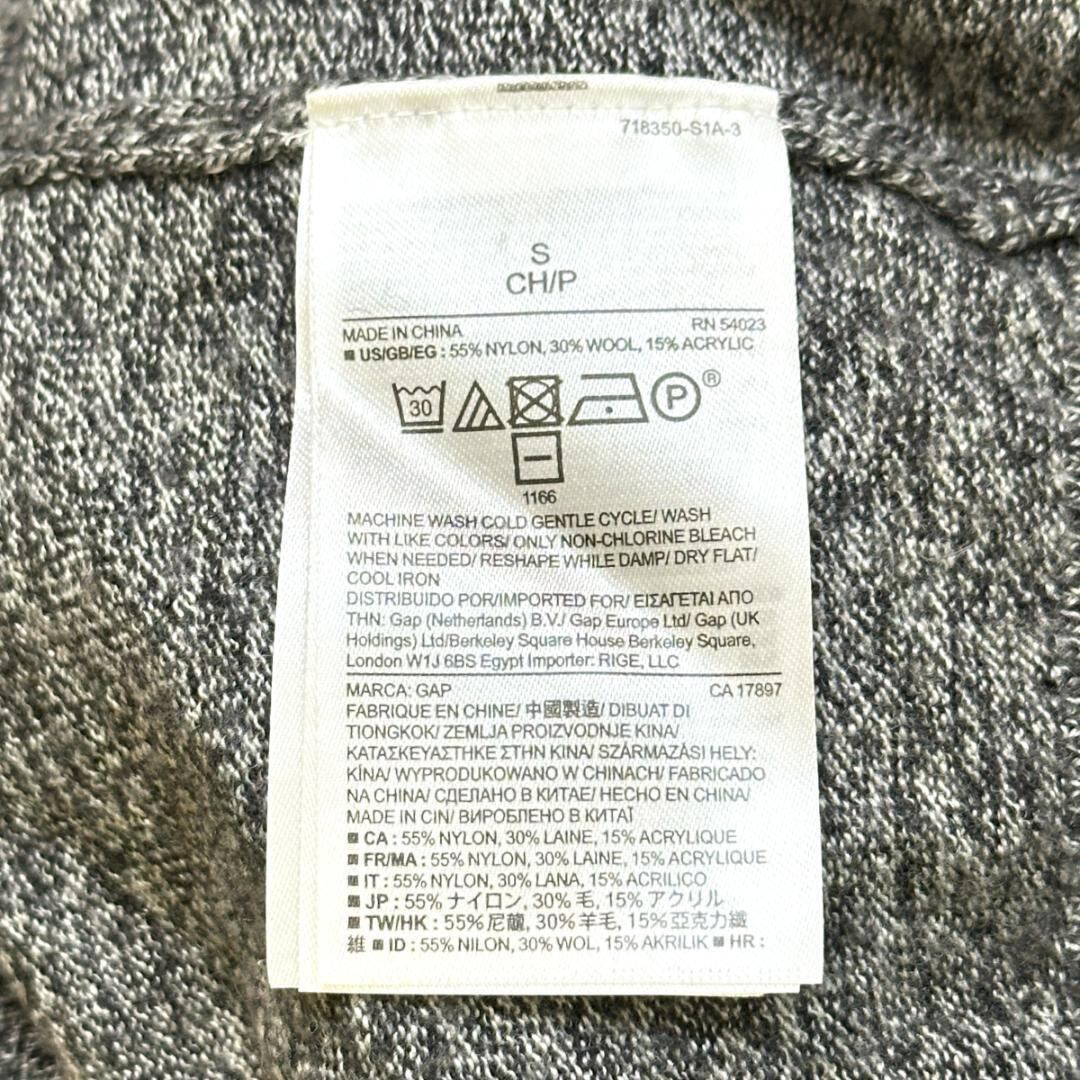 718350-S1A-3
S
CH/P
MADE IN CHINA RN 54023
US/GB/EG : 55% NYLON, 30% WOOL, 15% ACRYLIC
30 P ®
1166
MACHINE WASH COLD GENTLE CYCLE/ WASH
WITH LIKE COLORS/ ONLY NON-CHLORINE BLEACH
WHEN NEEDED/ RESHAPE WHILE DAMP/ DRY FLAT/
COOL IRON
DISTRIBUIDO POR/IMPORTED FOR/ ΕΙΣΑΓΕΤΑΙ ΑΠΟ
ΤΗΝ: Gap (Netherlands) B.V./ Gap Europe Ltd/ Gap (UK
Holdings) Ltd/Berkeley Square House Berkeley Square,
London W1J 6BS Egypt Importer: RIGE, LLC
MARCA: GAP CA 17897
FABRIQUE EN CHINE/ 中國製造/ DIBUAT DI
TIONGKOK/ ZEMLJA PROIZVODNJE KINA/
ΚΑΤΑΣΚΕΥΑΣΤΗΚΕ ΣΤΗΝ ΚΙΝΑ/ SZÁRMAZÁSI HELY:
KÍNA/ WYPRODUKOWANO W CHINACH/ FABRICADO
NA CHINA/ СДЕЛАНО В КИТАЕ/ HECHO EN CHINA/
MADE IN CIN/ ВИРОБЛЕНО В КИТАЇ
CA : 55% NYLON, 30% LAINE, 15% ACRYLIQUE
FR/MA : 55% NYLON, 30% LAINE, 15% ACRYLIQUE
IT : 55% NYLON, 30% LANA, 15% ACRILICO
JP : 55% ナイロン, 30% 毛, 15% アクリル
TW/HK : 55% 尼龍, 30% 羊毛, 15% 亞克力纖
維 ID : 55% NILON, 30% WOL, 15% AKRILIK HR :